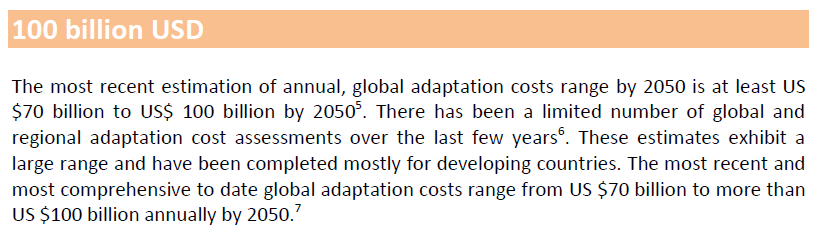 100 billion USD
The most recent estimation of annual, global adaptation costs range by 2050 is at least US
$70 billion to US$ 100 billion by 2050⁵. There has been a limited number of global and
regional adaptation cost assessments over the last few years⁶. These estimates exhibit a
large range and have been completed mostly for developing countries. The most recent and
most comprehensive to date global adaptation costs range from US $70 billion to more than
US $100 billion annually by 2050.⁷